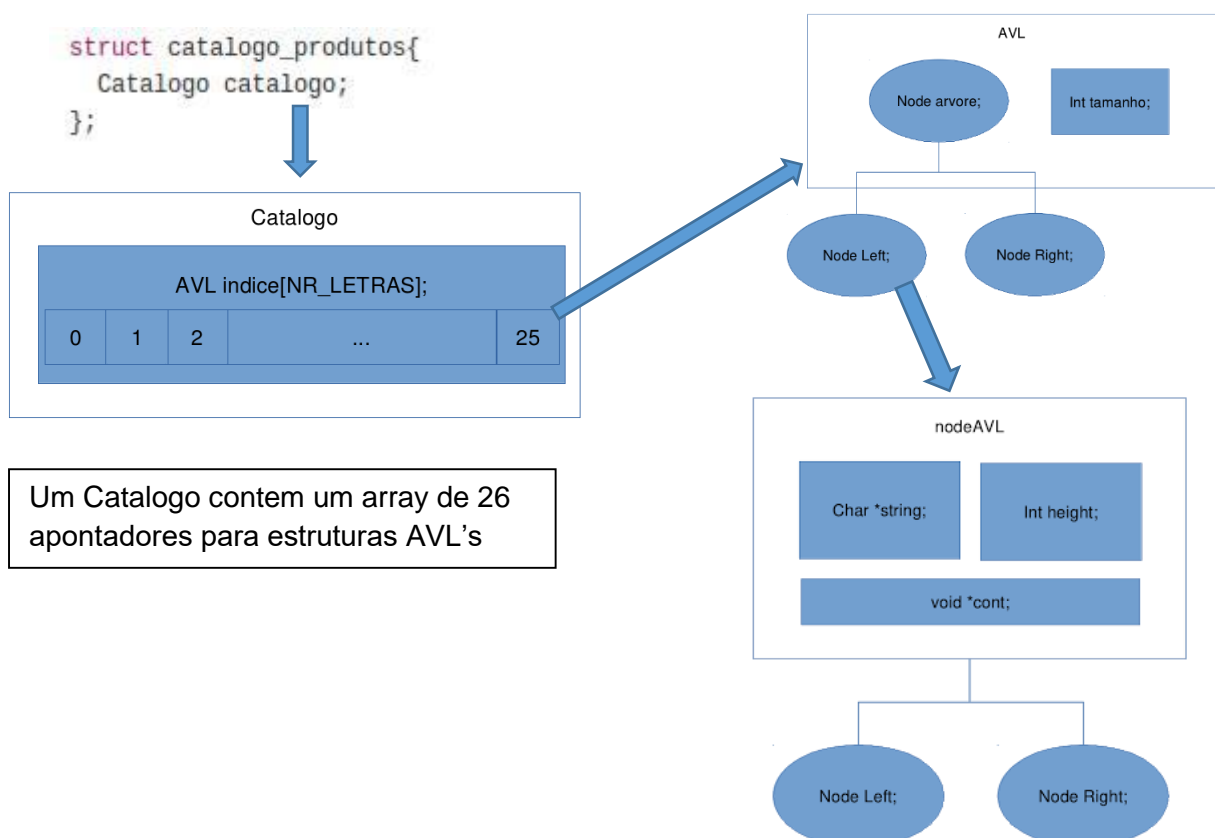 struct catalogo_produtos{
Catalogo catalogo;
};
Catalogo
AVL indice[NR_LETRAS];
0 1 2 ... 25
Um Catalogo contem um array de 26
apontadores para estruturas AVL's
AVL
Node arvore;
Int tamanho;
Node Left;
Node Right;
nodeAVL
Char *string;
Int height;
void *cont;
Node Left;
Node Right;